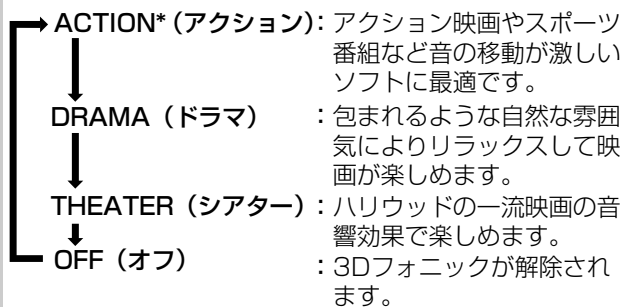 ACTION*（アクション）：アクション映画やスポーツ
番組など音の移動が激しい
ソフトに最適です。
DRAMA（ドラマ）：包まれるような自然な雰囲
気によりリラックスして映
画が楽しめます。
THEATER（シアター）：ハリウッドの一流映画の音
響効果で楽しめます。
OFF（オフ）：3Dフォニックが解除され
ます。